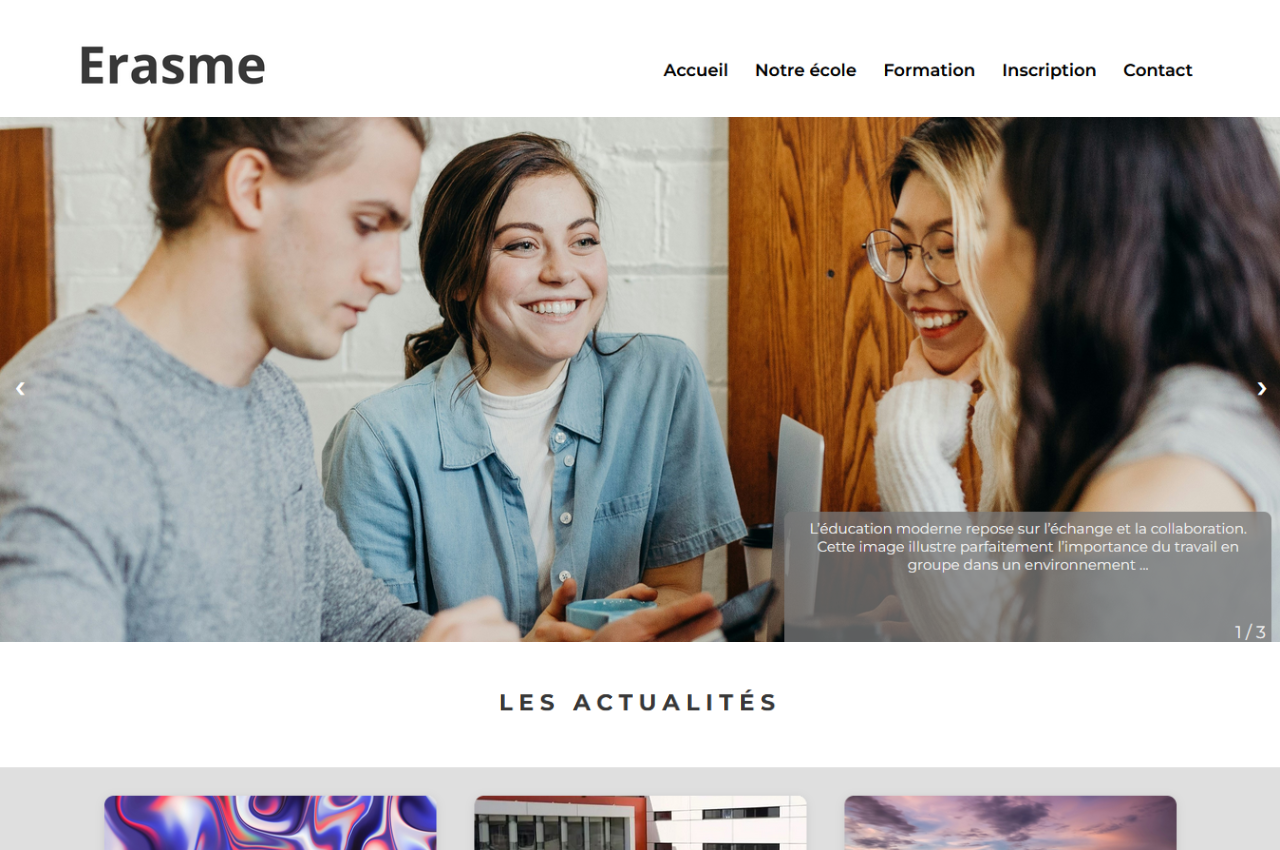 Erasme
Accueil Notre école Formation Inscription Contact
❮
❯
L’éducation moderne repose sur l’échange et la collaboration.
Cette image illustre parfaitement l’importance du travail en
groupe dans un environnement ...
1 / 3
LES ACTUALITÉS